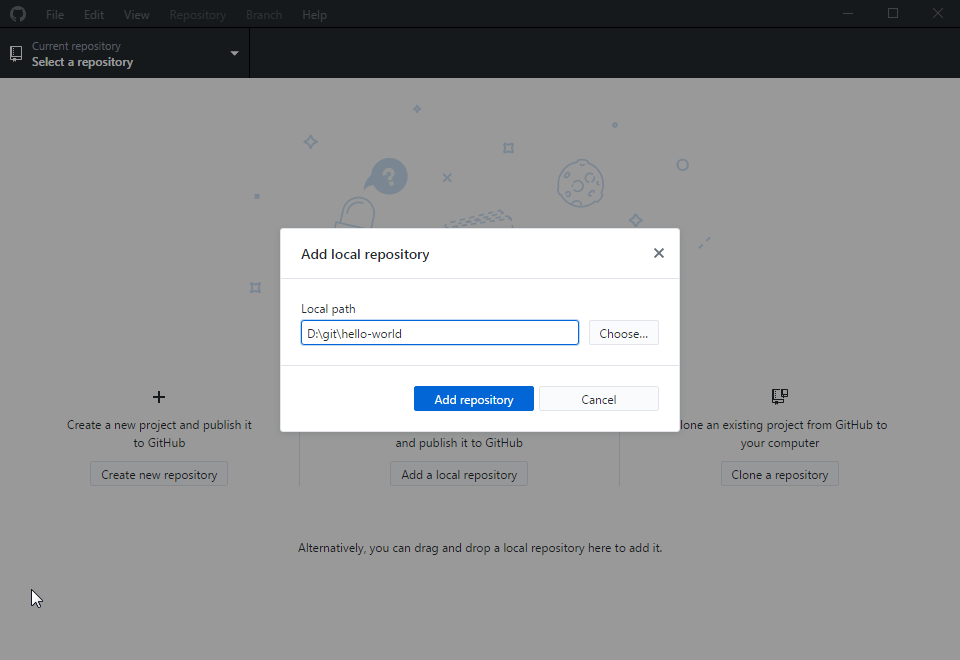 File Edit View Repository Branch Help
Current repository
Select a repository
?
Add local repository
Local path
D:\git\hello-world
Choose...
Add repository
Cancel
Create a new project and publish it
to GitHub
Create new repository
and publish it to GitHub
Add a local repository
lone an existing project from GitHub to
your computer
Clone a repository
Alternatively, you can drag and drop a local repository here to add it.